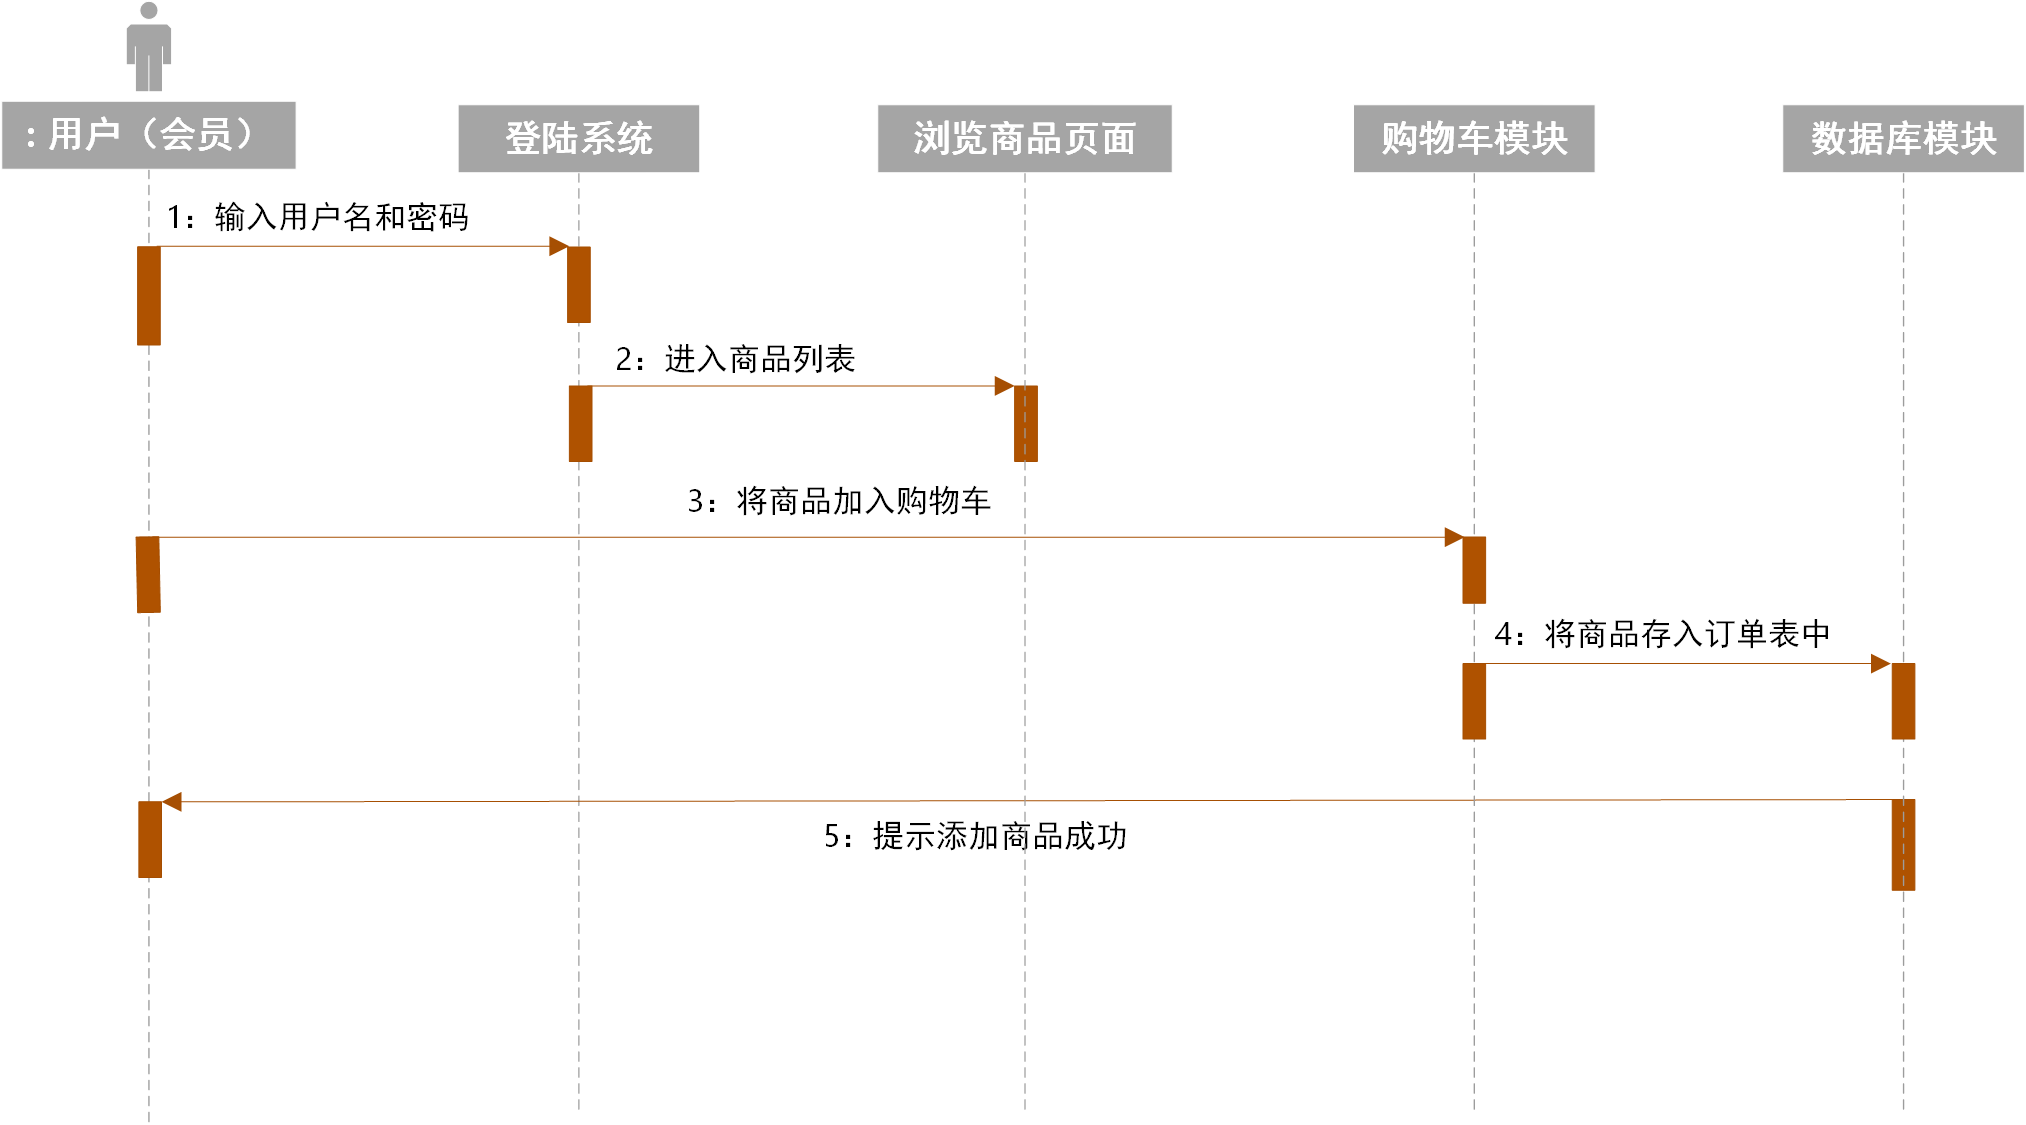 : 用户（会员）
登陆系统
浏览商品页面
购物车模块
数据库模块
1：输入用户名和密码
2：进入商品列表
3：将商品加入购物车
4：将商品存入订单表中
5：提示添加商品成功